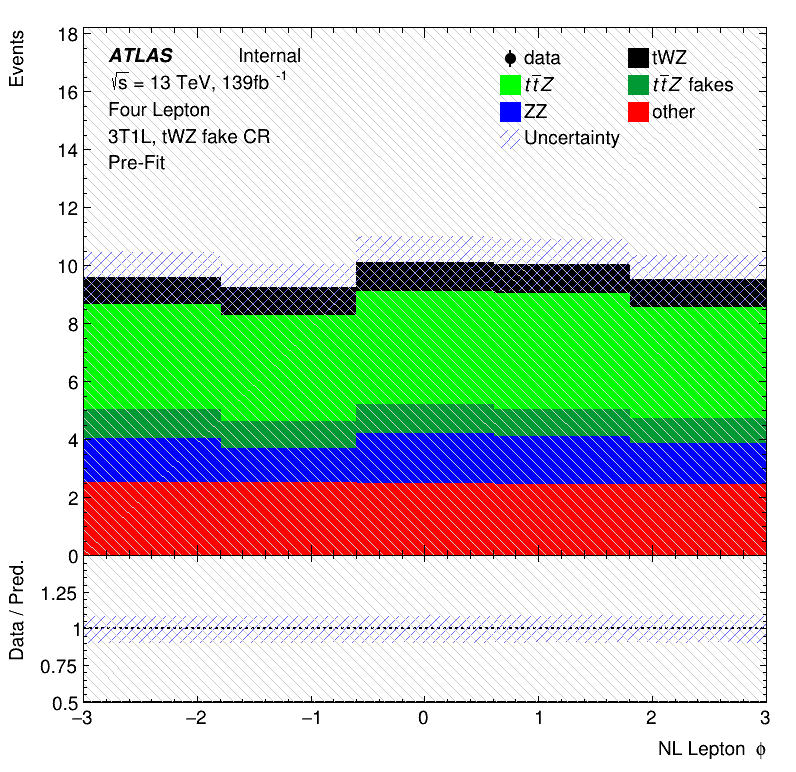 Events
18
16
14
12
10
8
6
4
2
0
ATLAS Internal
√s = 13 TeV, 139fb⁻¹
Four Lepton
3T1L, tWZ fake CR
Pre-Fit
data
tWZ
tt̄Z
tt̄Z fakes
ZZ
other
Uncertainty
Data / Pred.
1.25
1
0.75
0.5
−3 −2 −1 0 1 2 3
NL Lepton ϕ